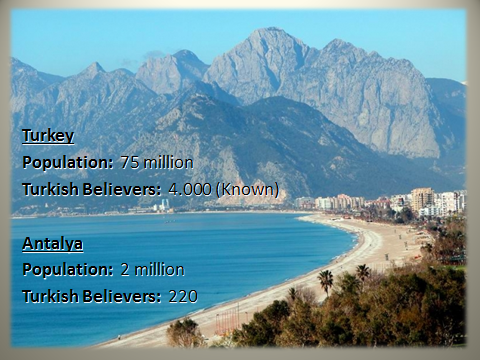 Turkey
Population: 75 million
Turkish Believers: 4.000 (Known)
Antalya
Population: 2 million
Turkish Believers: 220